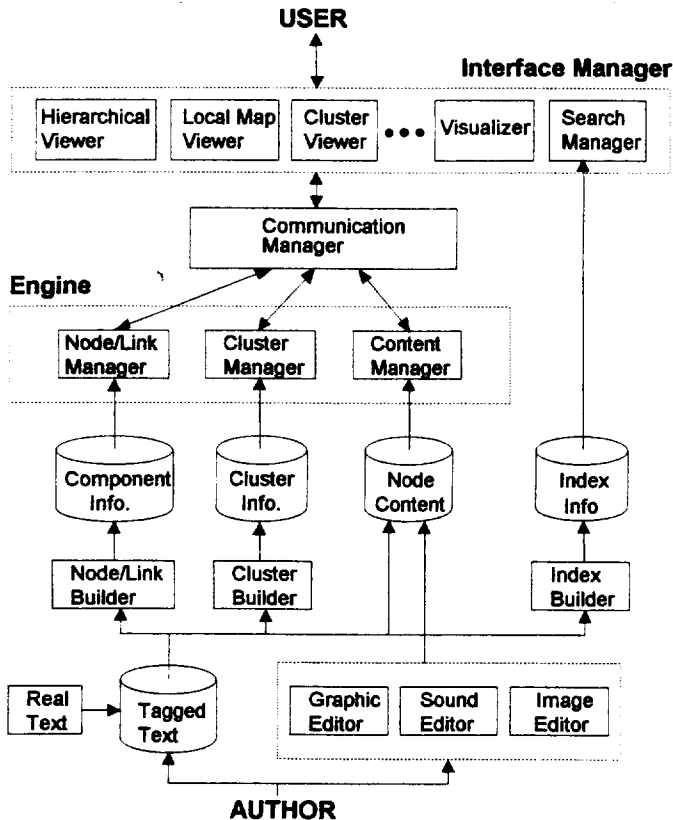 USER
Interface Manager
Hierarchical
Viewer
Local Map
Viewer
Cluster
Viewer
Visualizer
Search
Manager
Communication
Manager
Engine
Node/Link
Manager
Cluster
Manager
Content
Manager
Component
Info.
Cluster
Info.
Node
Content
Index
Info
Node/Link
Builder
Cluster
Builder
Index
Builder
Real
Text
Tagged
Text
Graphic
Editor
Sound
Editor
Image
Editor
AUTHOR